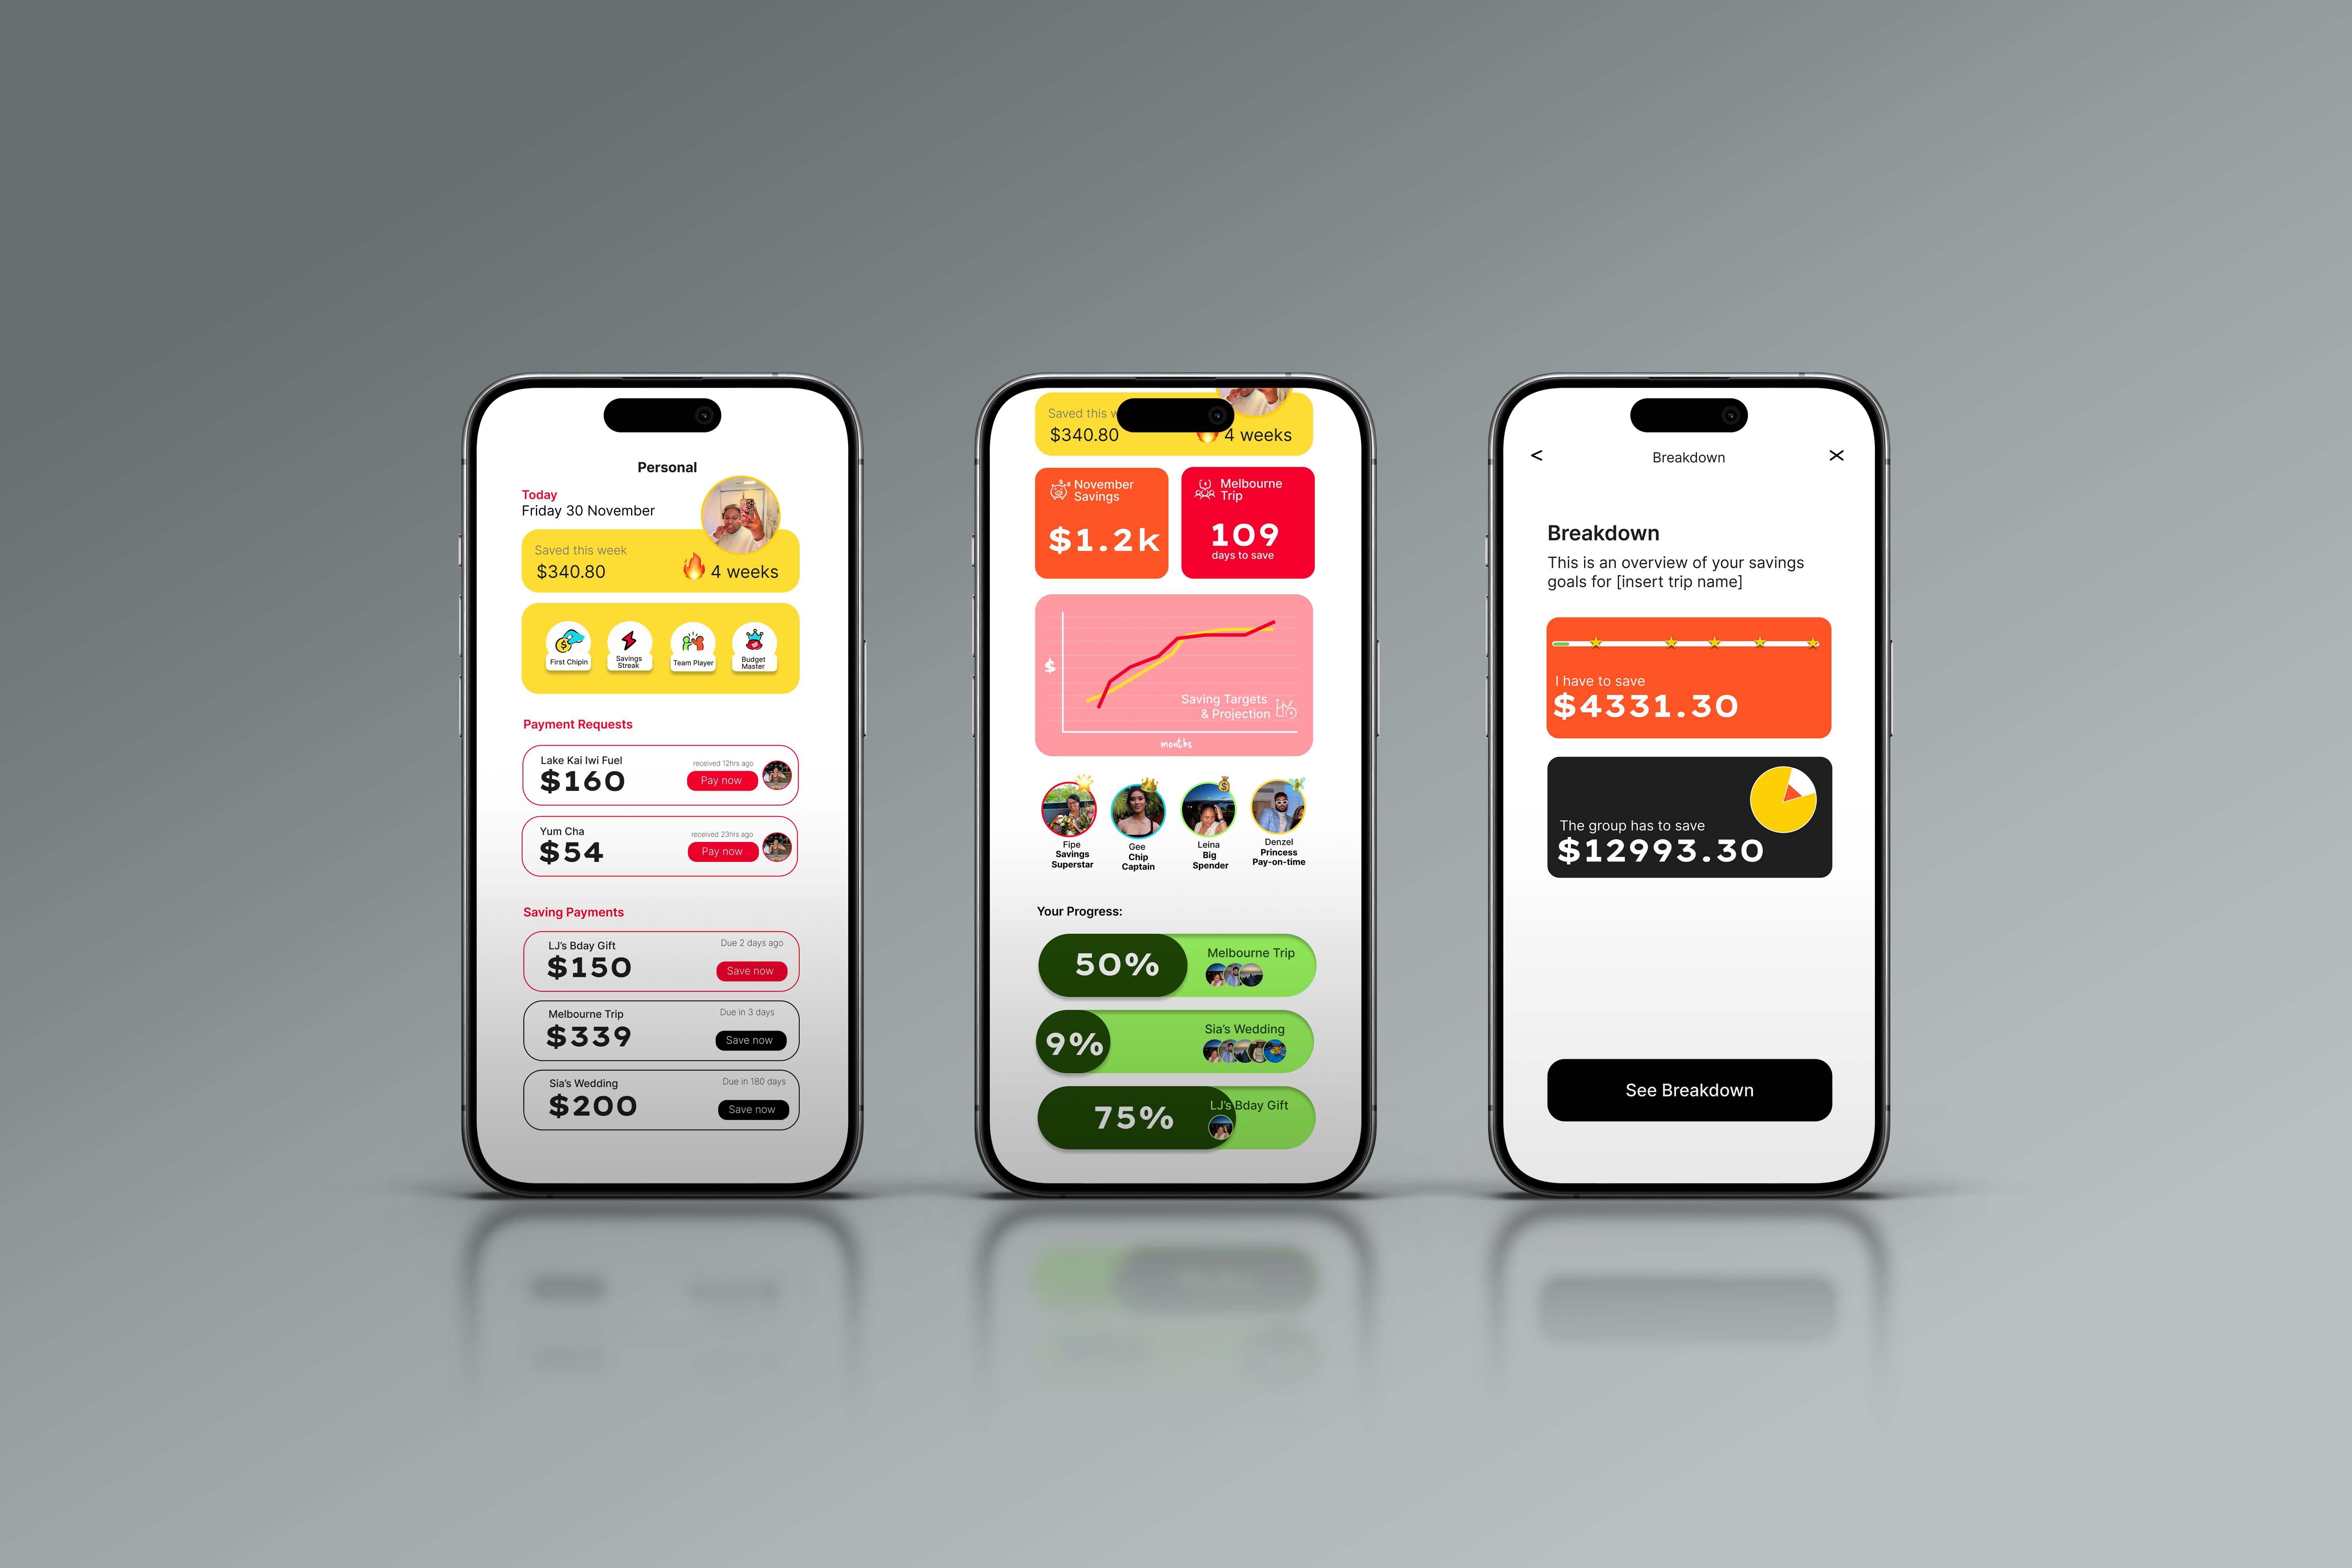 Personal
Today
Friday 30 November
Saved this week
$340.80
4 weeks
First Chipin
Savings
Streak
Team Player
Budget
Master
Payment Requests
Lake Kai Iwi Fuel
$160
received 12hrs ago
Pay now
Yum Cha
$54
received 23hrs ago
Pay now
Saving Payments
LJ's Bday Gift
$150
Due 2 days ago
Save now
Melbourne Trip
$339
Due in 3 days
Save now
Sia's Wedding
$200
Due in 180 days
Save now
Saved this w
$340.80
4 weeks
November
Savings
$1.2k
Melbourne
Trip
109
days to save
$
Saving Targets
& Projection
months
Fipe
Savings
Superstar
Gee
Chip
Captain
Leina
Big
Spender
Denzel
Princess
Pay-on-time
Your Progress:
50%
Melbourne Trip
9%
Sia's Wedding
75%
LJ's Bday Gift
<
Breakdown
X
Breakdown
This is an overview of your savings
goals for [insert trip name]
I have to save
$4331.30
The group has to save
$12993.30
See Breakdown